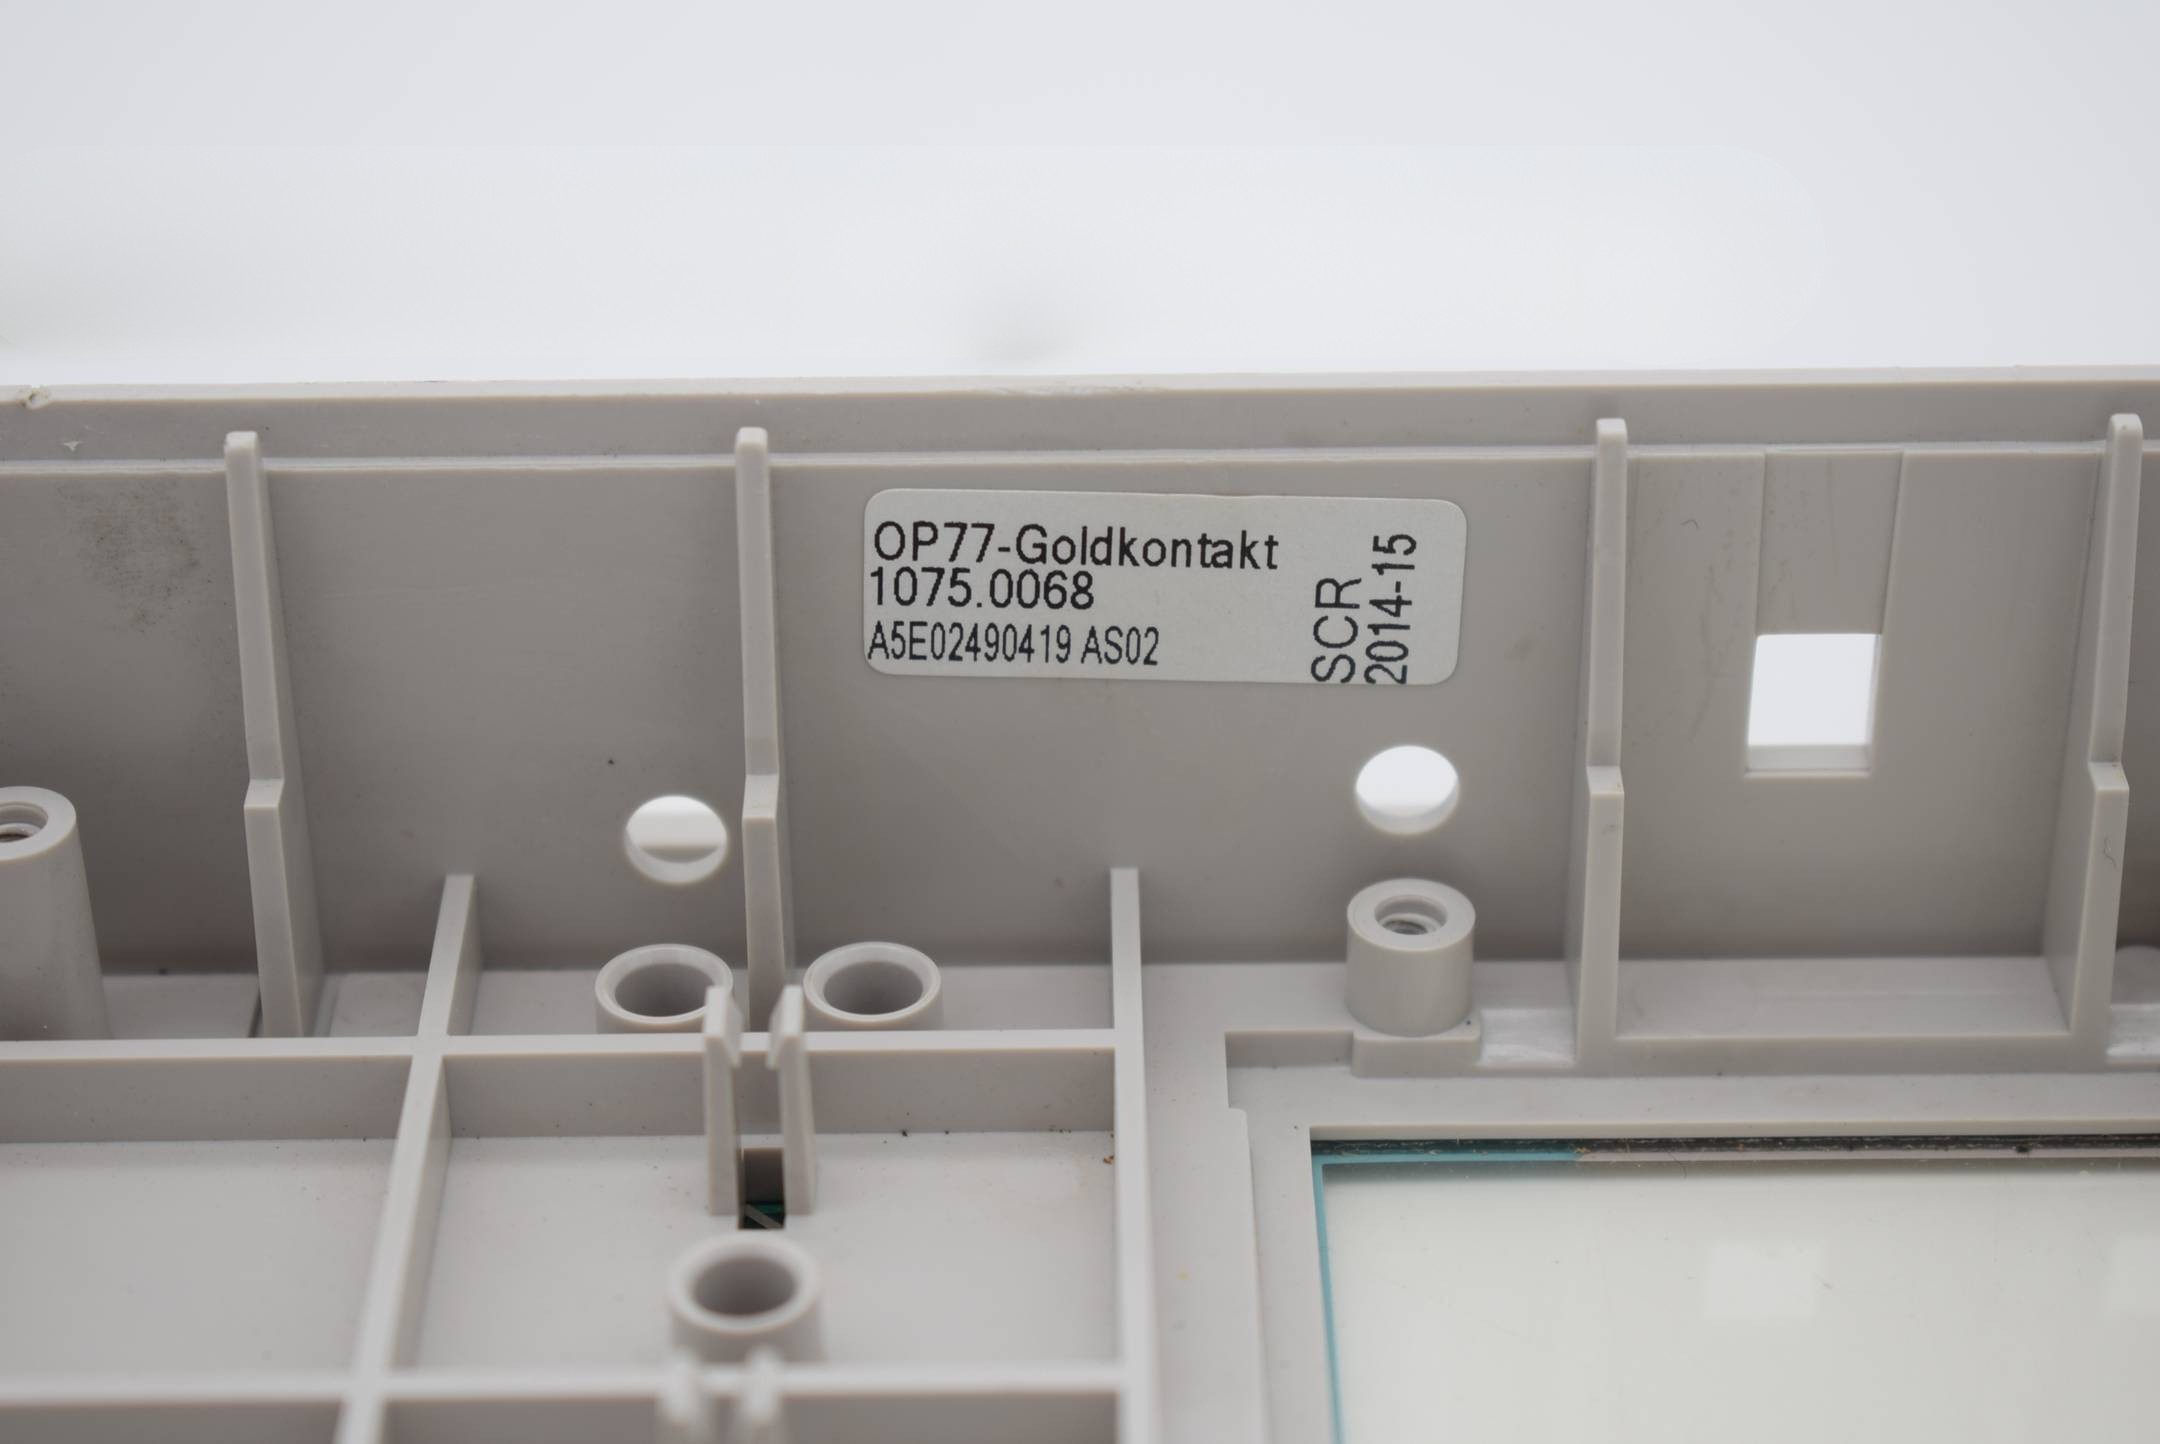 OP77-Goldkontakt
1075.0068
A5E02490419 AS02
SCR
2014-15